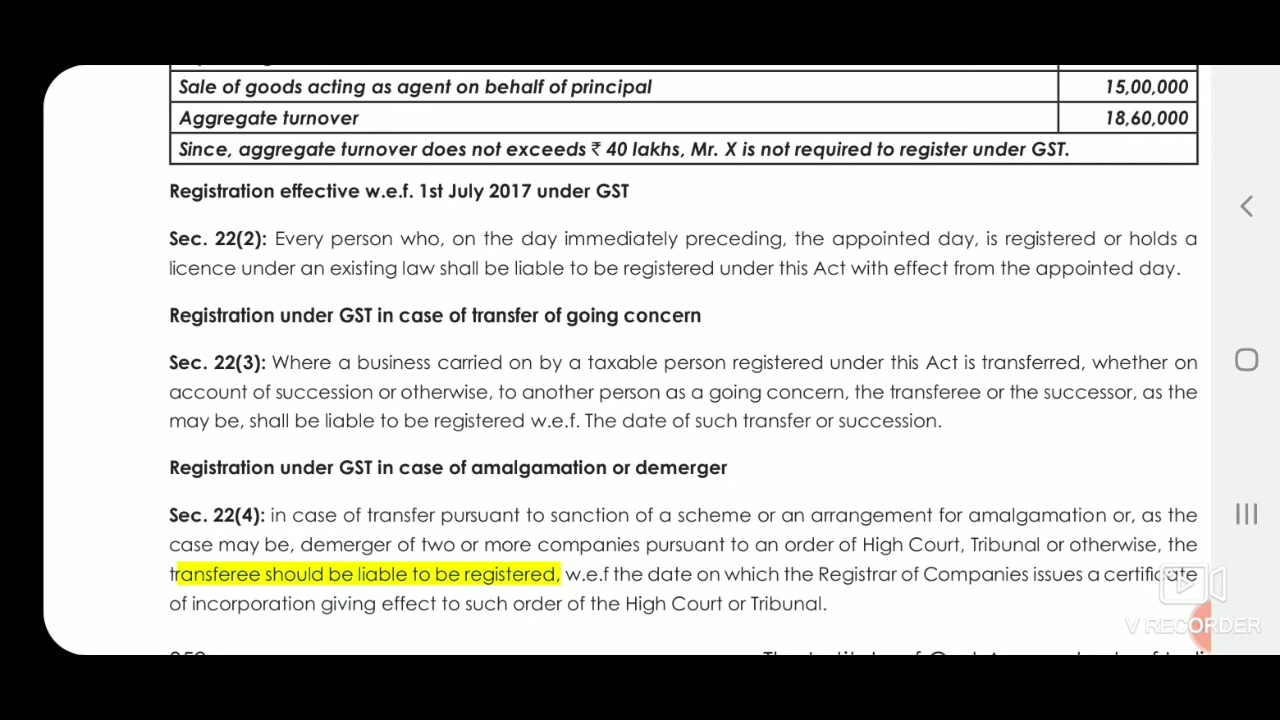 Sale of goods acting as agent on behalf of principal 15,00,000
Aggregate turnover 18,60,000
Since, aggregate turnover does not exceeds ₹ 40 lakhs, Mr. X is not required to register under GST.
Registration effective w.e.f. 1st July 2017 under GST
Sec. 22(2): Every person who, on the day immediately preceding, the appointed day, is registered or holds a
licence under an existing law shall be liable to be registered under this Act with effect from the appointed day.
Registration under GST in case of transfer of going concern
Sec. 22(3): Where a business carried on by a taxable person registered under this Act is transferred, whether on
account of succession or otherwise, to another person as a going concern, the transferee or the successor, as the
may be, shall be liable to be registered w.e.f. The date of such transfer or succession.
Registration under GST in case of amalgamation or demerger
Sec. 22(4): in case of transfer pursuant to sanction of a scheme or an arrangement for amalgamation or, as the
case may be, demerger of two or more companies pursuant to an order of High Court, Tribunal or otherwise, the
transferee should be liable to be registered, w.e.f the date on which the Registrar of Companies issues a certificate
of incorporation giving effect to such order of the High Court or Tribunal.
V RECORDER